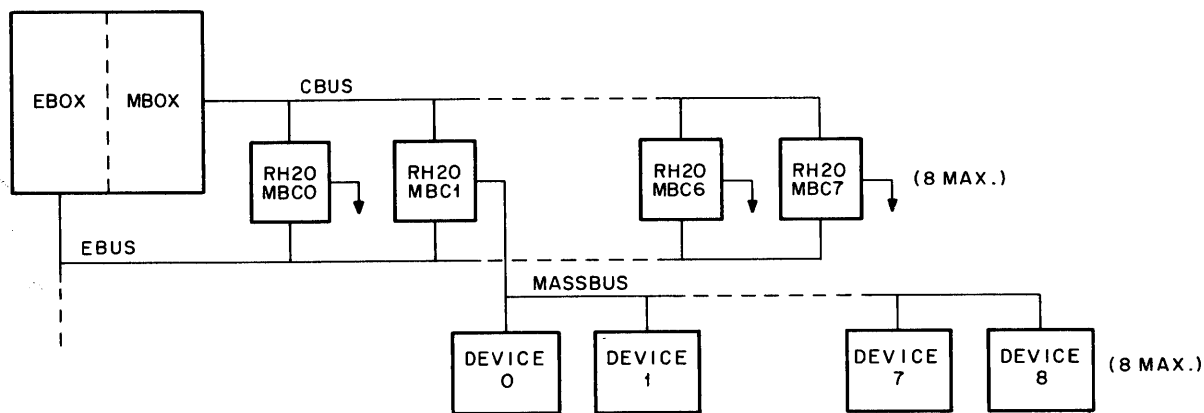 EBOX
MBOX
CBUS
RH20
MBC0
RH20
MBC1
RH20
MBC6
RH20
MBC7
(8 MAX.)
EBUS
MASSBUS
DEVICE
0
DEVICE
1
DEVICE
7
DEVICE
8
(8 MAX.)